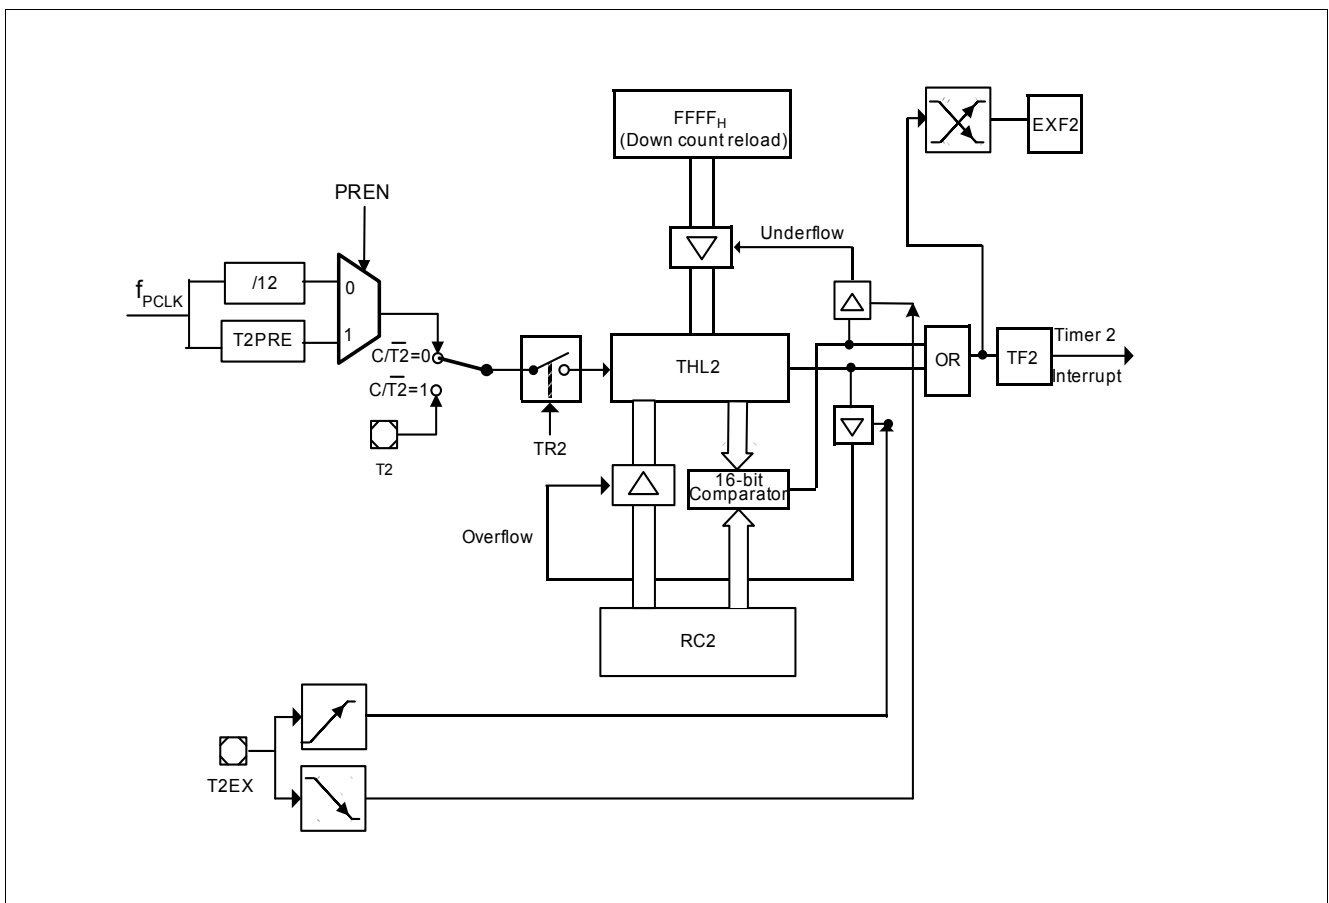 FFFFH
(Down count reload)
EXF2
PREN
Underflow
/12
0
fPCLK
T2PRE
1
C/T2=0
C/T2=1
T2
TR2
THL2
OR
TF2
Timer 2
Interrupt
16-bit
Comparator
Overflow
RC2
T2EX